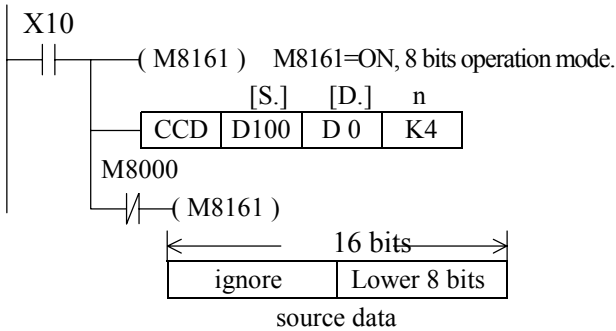 X10
( M8161 ) M8161=ON, 8 bits operation mode.
[S.] [D.] n
CCD D100 D 0 K4
M8000
( M8161 )
16 bits
ignore Lower 8 bits
source data